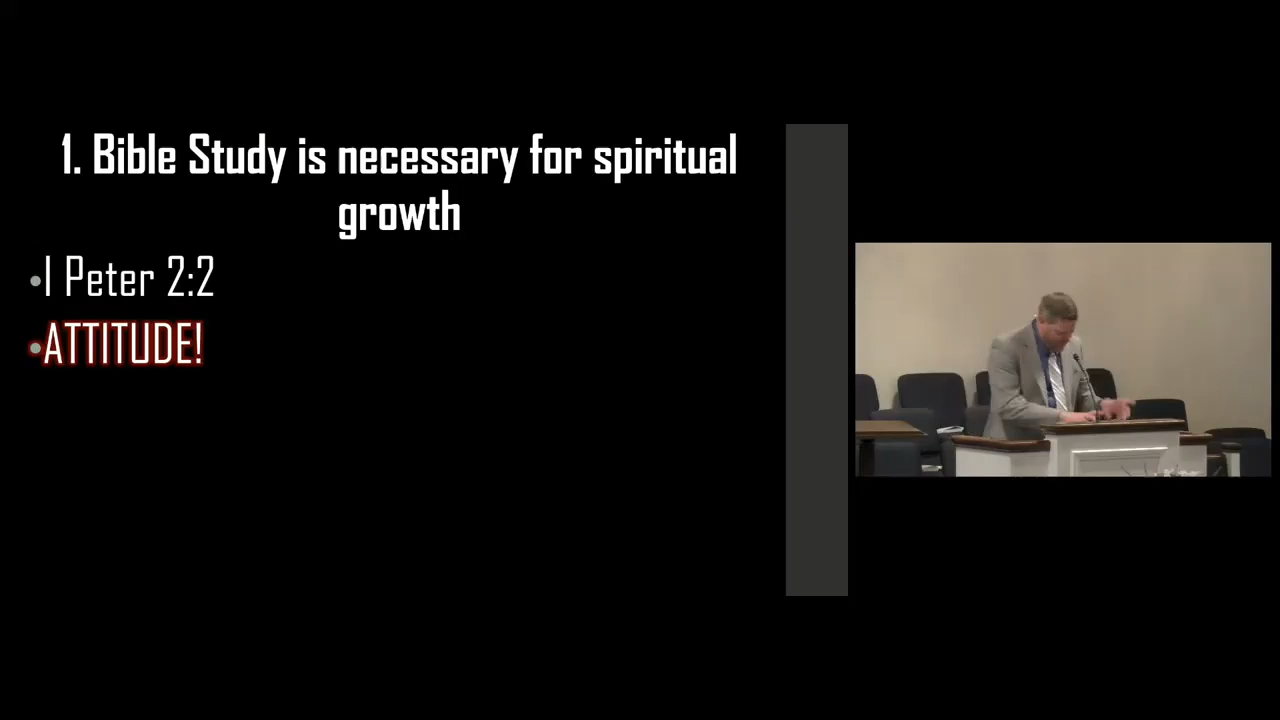 1. Bible Study is necessary for spiritual
growth
•I Peter 2:2
•ATTITUDE!